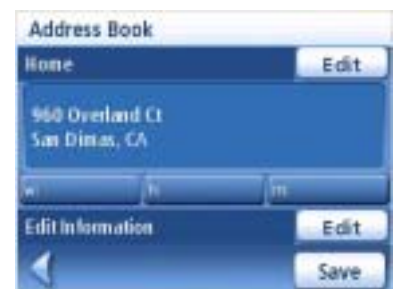 Address Book
Home Edit
960 Overland Ct
San Dimas, CA
w: h: m:
Edit Information Edit
Save